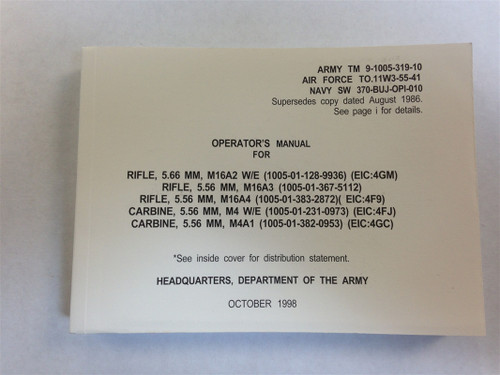 ARMY TM 9-1005-319-10
AIR FORCE TO.11W3-55-41
NAVY SW 370-BUJ-OPI-010
Supersedes copy dated August 1986.
See page i for details.
OPERATOR'S MANUAL
FOR
RIFLE, 5.66 MM, M16A2 W/E (1005-01-128-9936) (EIC:4GM)
RIFLE, 5.56 MM, M16A3 (1005-01-367-5112)
RIFLE, 5.56 MM, M16A4 (1005-01-383-2872)( EIC:4F9)
CARBINE, 5.56 MM, M4 W/E (1005-01-231-0973) (EIC:4FJ)
CARBINE, 5.56 MM, M4A1 (1005-01-382-0953) (EIC:4GC)
*See inside cover for distribution statement.
HEADQUARTERS, DEPARTMENT OF THE ARMY
OCTOBER 1998